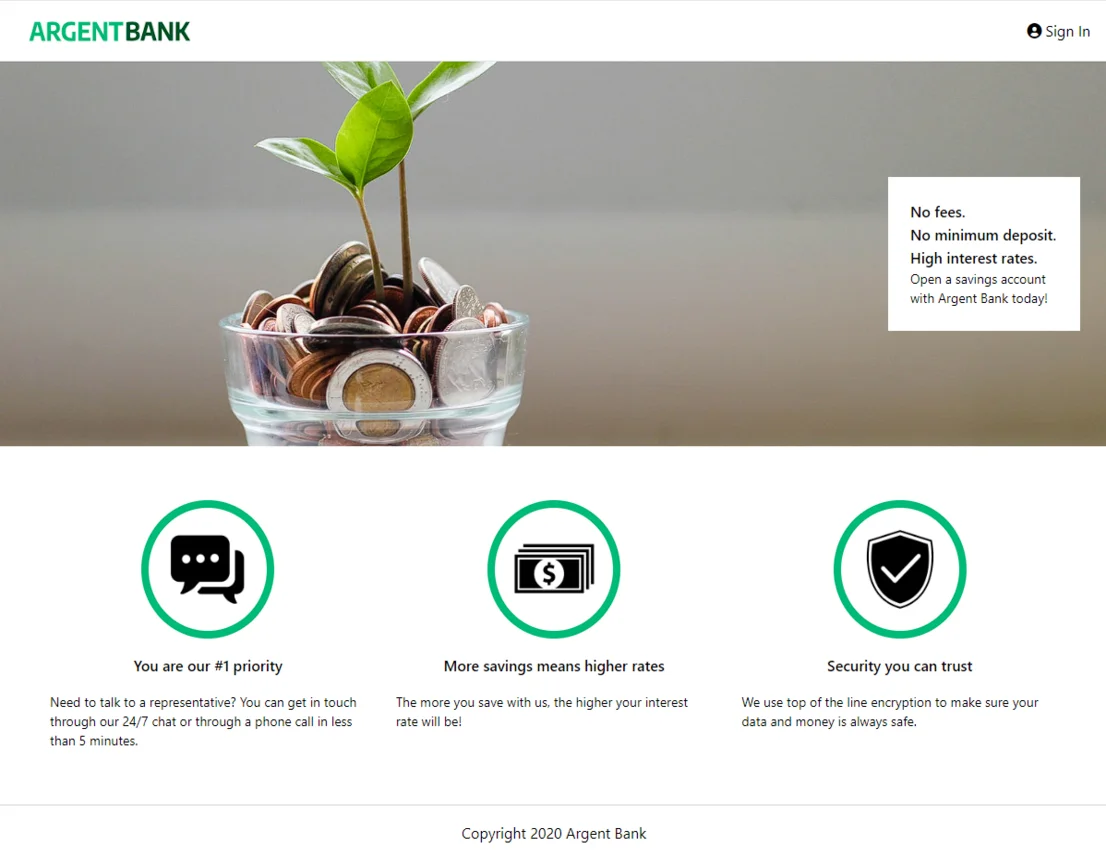 ARGENTBANK
Sign In
No fees.
No minimum deposit.
High interest rates.
Open a savings account
with Argent Bank today!
$
You are our #1 priority
Need to talk to a representative? You can get in touch
through our 24/7 chat or through a phone call in less
than 5 minutes.
More savings means higher rates
The more you save with us, the higher your interest
rate will be!
Security you can trust
We use top of the line encryption to make sure your
data and money is always safe.
Copyright 2020 Argent Bank